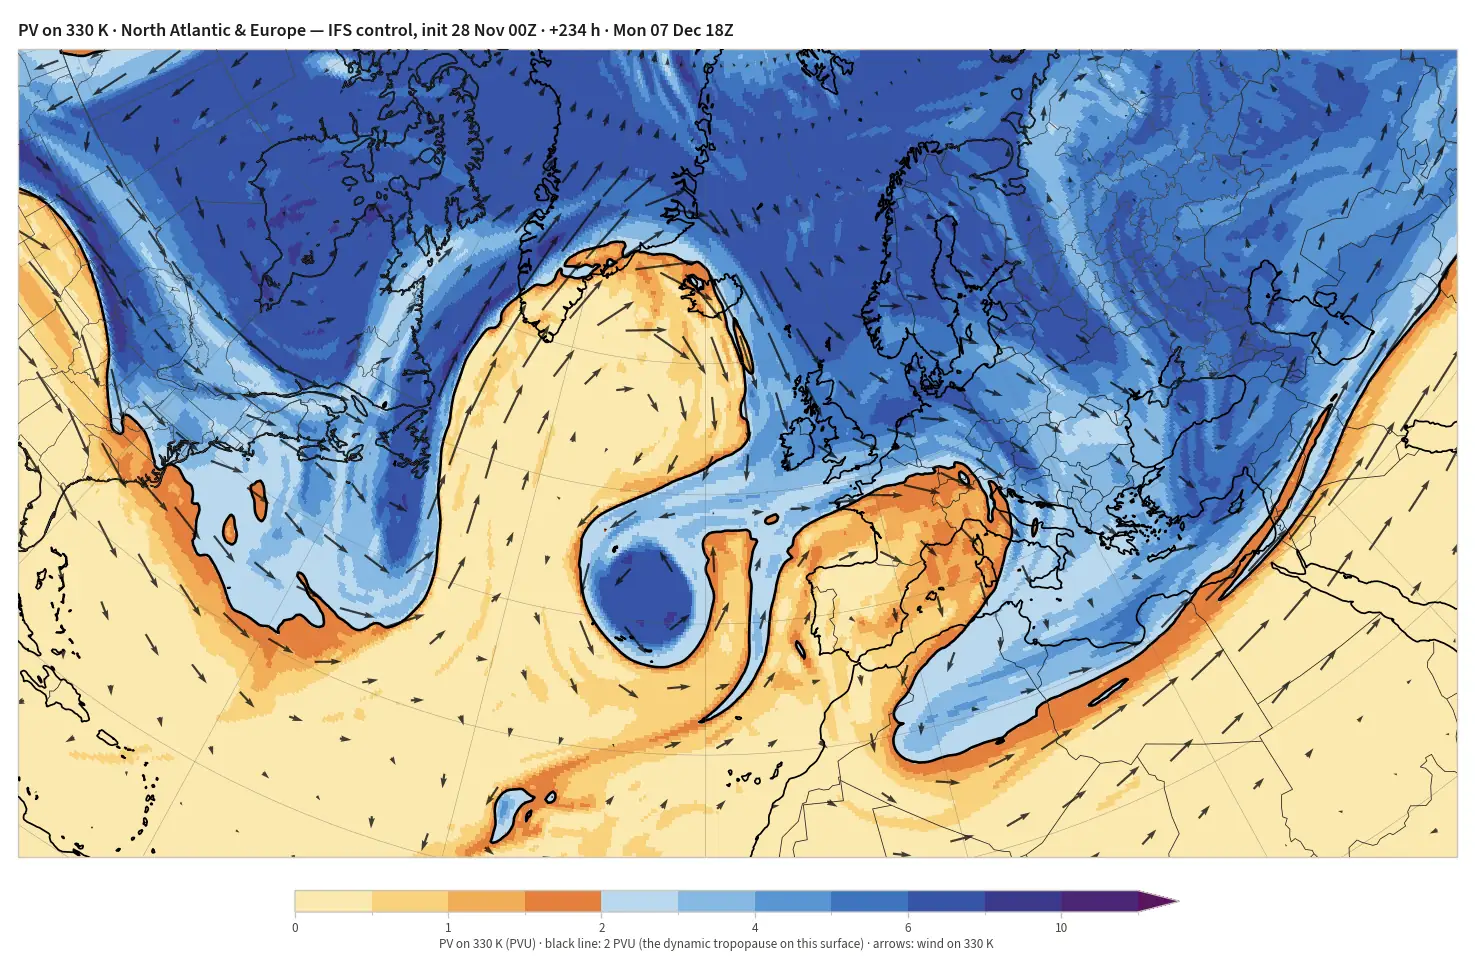 PV on 330 K · North Atlantic & Europe — IFS control, init 28 Nov 00Z · +234 h · Mon 07 Dec 18Z
0 1 2 4 6 10
PV on 330 K (PVU) · black line: 2 PVU (the dynamic tropopause on this surface) · arrows: wind on 330 K